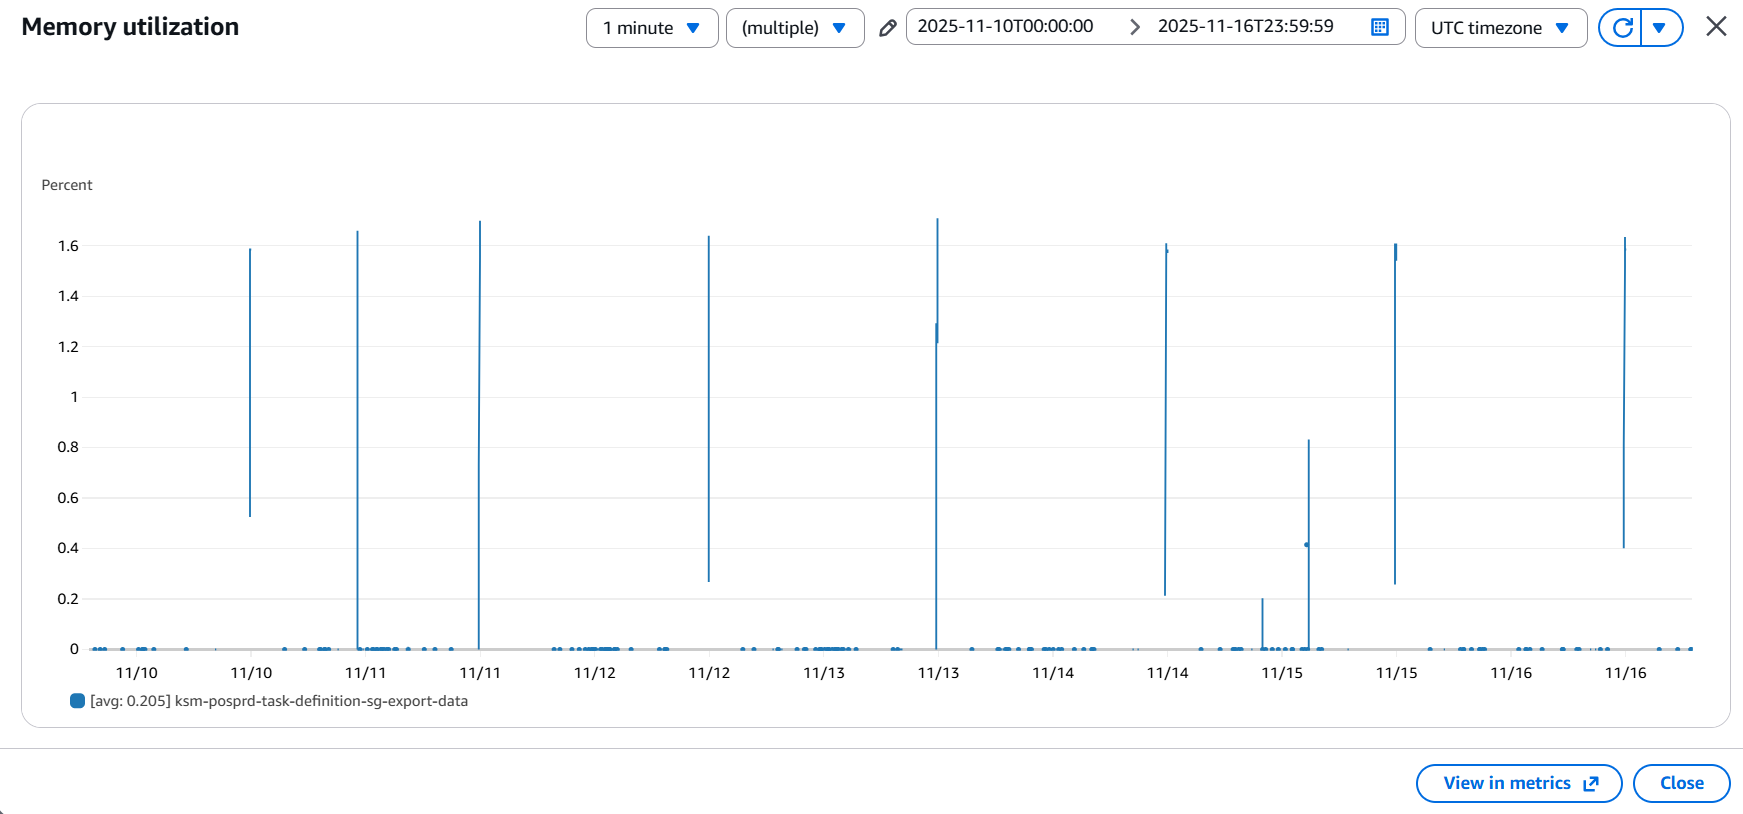 Memory utilization
1 minute
(multiple)
2025-11-10T00:00:00
2025-11-16T23:59:59
UTC timezone
Percent
1.6
1.4
1.2
1
0.8
0.6
0.4
0.2
0
11/10 11/10 11/11 11/11 11/12 11/12 11/13 11/13 11/14 11/14 11/15 11/15 11/16 11/16
[avg: 0.205] ksm-posprd-task-definition-sg-export-data
View in metrics
Close